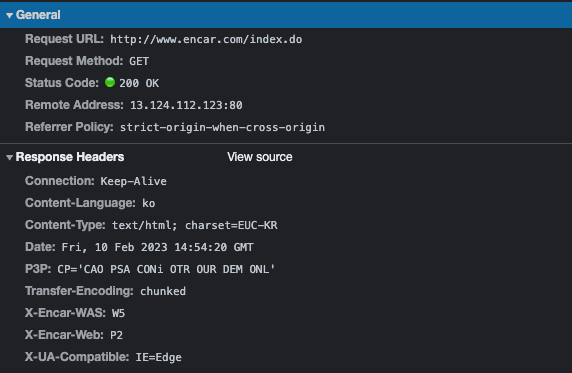 General
Request URL: http://www.encar.com/index.do
Request Method: GET
Status Code: 200 OK
Remote Address: 13.124.112.123:80
Referrer Policy: strict-origin-when-cross-origin
Response Headers View source
Connection: Keep-Alive
Content-Language: ko
Content-Type: text/html; charset=EUC-KR
Date: Fri, 10 Feb 2023 14:54:20 GMT
P3P: CP='CAO PSA CONi OTR OUR DEM ONL'
Transfer-Encoding: chunked
X-Encar-WAS: W5
X-Encar-Web: P2
X-UA-Compatible: IE=Edge